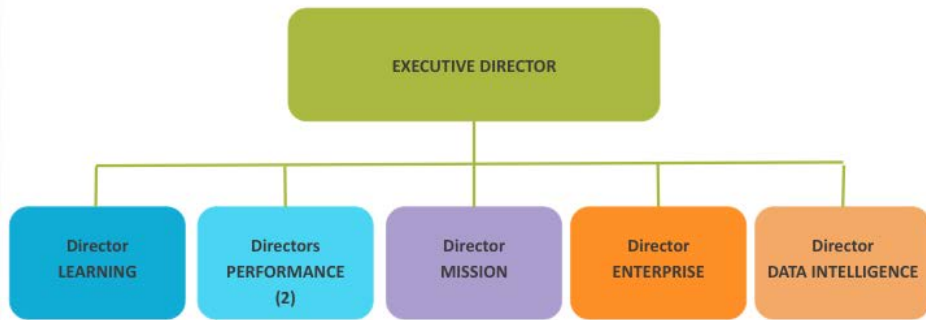 EXECUTIVE DIRECTOR
Director
LEARNING
Directors
PERFORMANCE
(2)
Director
MISSION
Director
ENTERPRISE
Director
DATA INTELLIGENCE